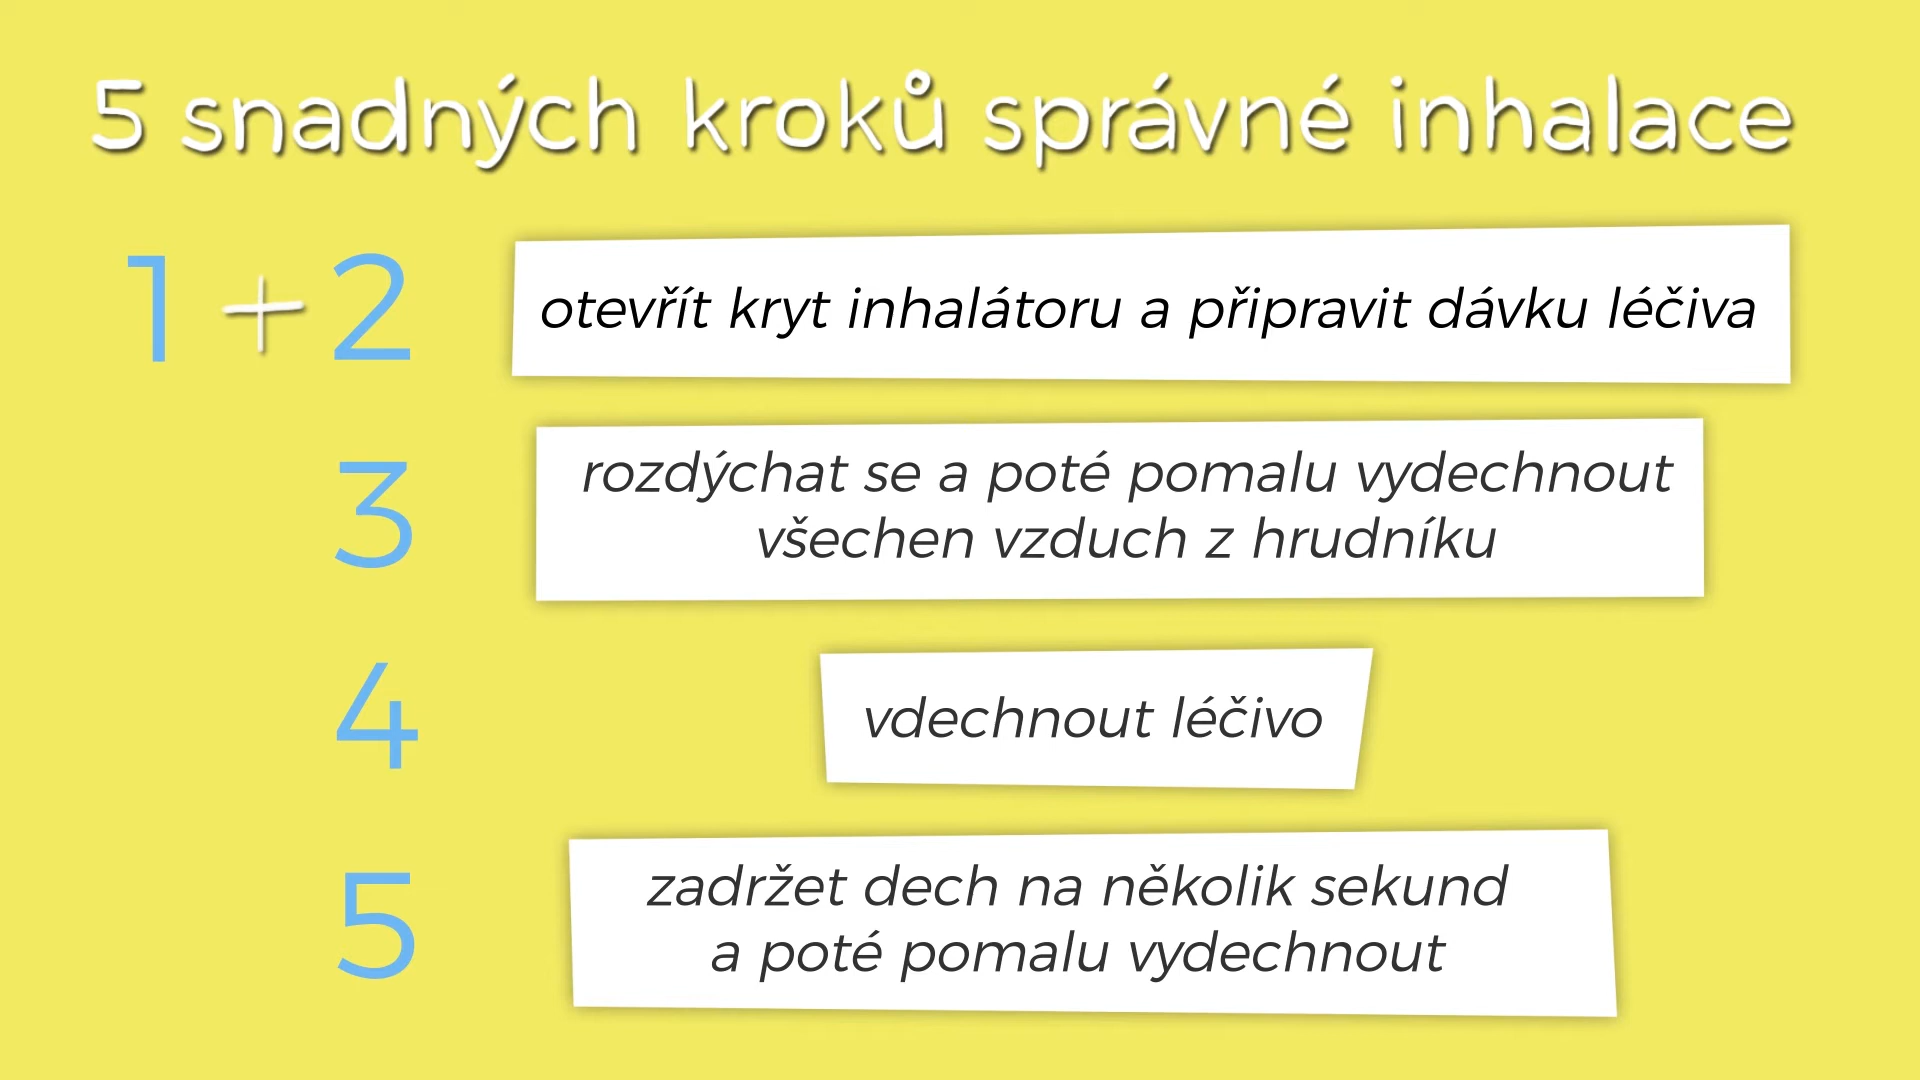 5 snadných kroků správné inhalace
1 + 2 otevřít kryt inhalátoru a připravit dávku léčiva
3 rozdýchat se a poté pomalu vydechnout
všechen vzduch z hrudníku
4 vdechnout léčivo
5 zadržet dech na několik sekund
a poté pomalu vydechnout